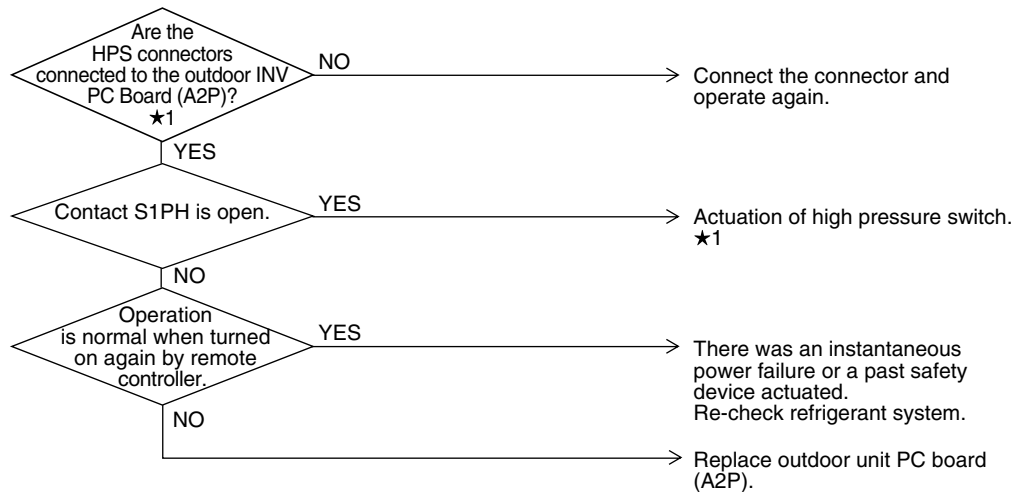 Are the
HPS connectors
connected to the outdoor INV
PC Board (A2P)?
★1
NO
Connect the connector and
operate again.
YES
Contact S1PH is open.
YES
Actuation of high pressure switch.
★1
NO
Operation
is normal when turned
on again by remote
controller.
YES
There was an instantaneous
power failure or a past safety
device actuated.
Re-check refrigerant system.
NO
Replace outdoor unit PC board
(A2P).